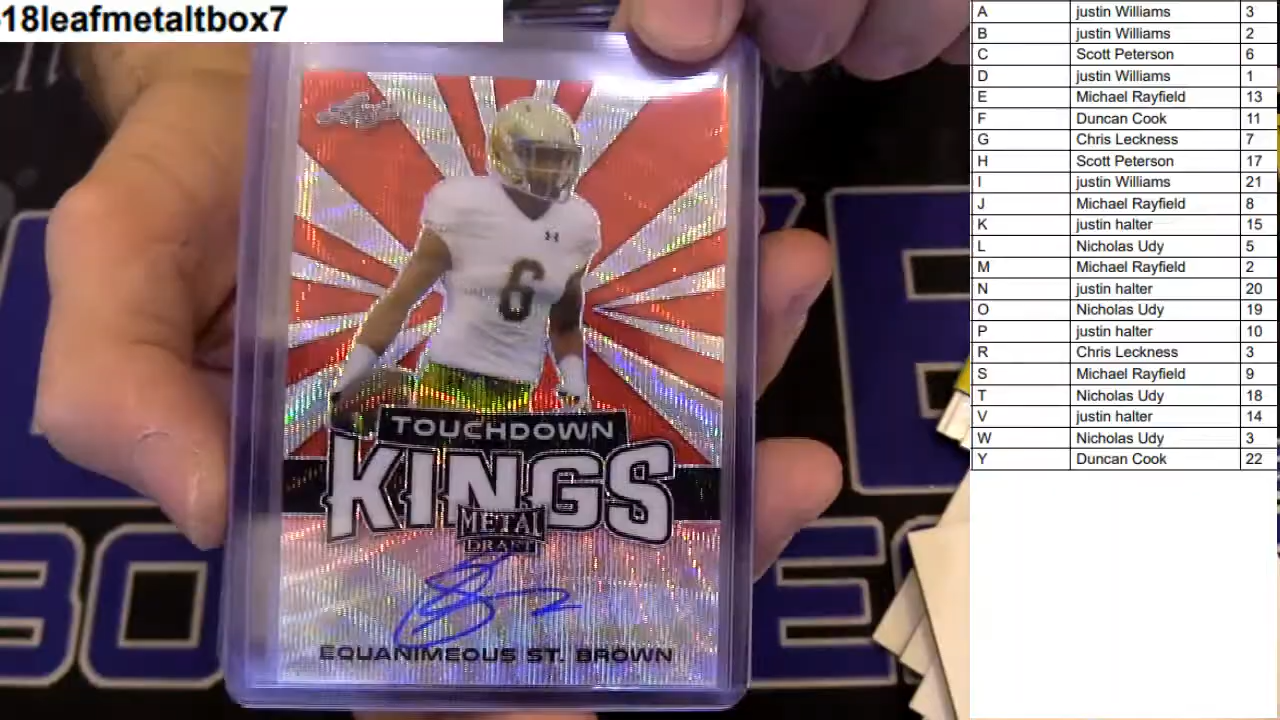 18leafmetaltbox7
6
TOUCHDOWN
KINGS
METAL
DRAFT
EQUANIMEOUS ST. BROWN
A justin Williams 3
B justin Williams 2
C Scott Peterson 6
D justin Williams 1
E Michael Rayfield 13
F Duncan Cook 11
G Chris Leckness 7
H Scott Peterson 17
I justin Williams 21
J Michael Rayfield 8
K justin halter 15
L Nicholas Udy 5
M Michael Rayfield 2
N justin halter 20
O Nicholas Udy 19
P justin halter 10
R Chris Leckness 3
S Michael Rayfield 9
T Nicholas Udy 18
V justin halter 14
W Nicholas Udy 3
Y Duncan Cook 22